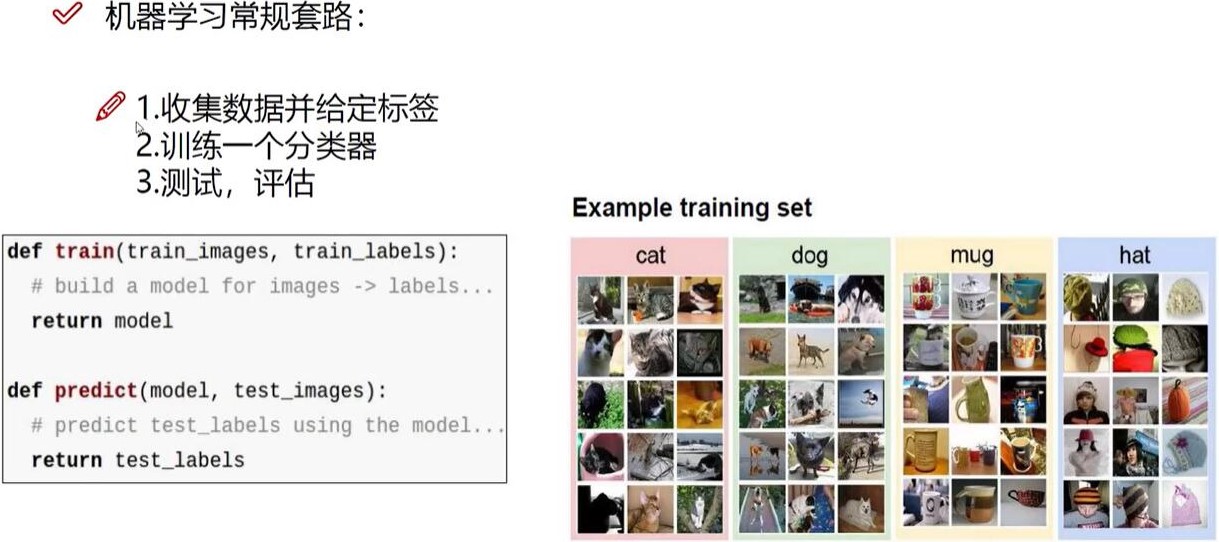 机器学习常规套路：
1.收集数据并给定标签
2.训练一个分类器
3.测试，评估
def train(train_images, train_labels):
# build a model for images -> labels...
return model
def predict(model, test_images):
# predict test_labels using the model...
return test_labels
Example training set
cat
dog
mug
hat